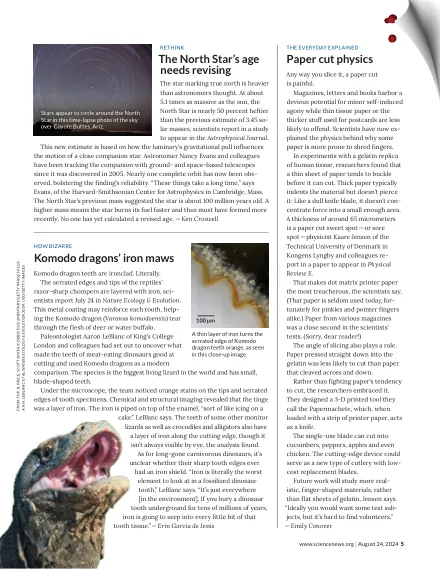 RETHINK
The North Star's age
needs revising
The star marking true north is heavier
than astronomers thought. At about
5.1 times as massive as the sun, the
North Star is nearly 50 percent heftier
than the previous estimate of 3.45 so-
lar masses, scientists report in a study
to appear in the Astrophysical Journal.
Stars appear to circle around the North
Star in this time-lapse photo of the sky
over Coyote Buttes, Ariz.
This new estimate is based on how the luminary's gravitational pull influences
the motion of a close companion star. Astronomer Nancy Evans and colleagues
have been tracking the companion with ground- and space-based telescopes
since it was discovered in 2005. Nearly one complete orbit has now been obs-
erved, bolstering the finding's reliability. "These things take a long time," says
Evans, of the Harvard-Smithsonian Center for Astrophysics in Cambridge, Mass.
The North Star's previous mass suggested the star is about 100 million years old. A
higher mass means the star burns its fuel faster and thus must have formed more
recently. No one has yet calculated a revised age. — Ken Croswell
HOW BIZARRE
Komodo dragons' iron maws
Komodo dragon teeth are ironclad. Literally.
The serrated edges and tips of the reptiles'
razor-sharp chompers are layered with iron, sci-
entists report July 24 in Nature Ecology & Evolution.
This metal coating may reinforce each tooth, help-
ing the Komodo dragon (Varanus komodoensis) tear
through the flesh of deer or water buffalo.
Paleontologist Aaron LeBlanc of King's College
London and colleagues had set out to uncover what
made the teeth of meat-eating dinosaurs good at
cutting and used Komodo dragons as a modern
comparison. The species is the biggest living lizard in the world and has small,
blade-shaped teeth.
Under the microscope, the team noticed orange stains on the tips and serrated
edges of tooth specimens. Chemical and structural imaging revealed that the tinge
was a layer of iron. The iron is piled on top of the enamel, "sort of like icing on a
cake," LeBlanc says. The teeth of some other monitor
lizards as well as crocodiles and alligators also have
a layer of iron along the cutting edge, though it
isn't always visible by eye, the analysis found.
As for long-gone carnivorous dinosaurs, it's
unclear whether their sharp tooth edges ever
had an iron shield. "Iron is literally the worst
element to look at in a fossilized dinosaur
tooth," LeBlanc says. "It's just everywhere
[in the environment]. If you bury a dinosaur
tooth underground for tens of millions of years,
iron is going to seep into every little bit of that
tooth tissue." — Erin Garcia de Jesús
100 μm
A thin layer of iron turns the
serrated edge of Komodo
dragon teeth orange, as seen
in this close-up image.
THE EVERYDAY EXPLAINED
Paper cut physics
Any way you slice it, a paper cut
is painful.
Magazines, letters and books harbor a
devious potential for minor self-induced
agony while thin tissue paper or the
thicker stuff used for postcards are less
likely to offend. Scientists have now ex-
plained the physics behind why some
paper is more prone to shred fingers.
In experiments with a gelatin replica
of human tissue, researchers found that
a thin sheet of paper tends to buckle
before it can cut. Thick paper typically
indents the material but doesn't pierce
it: Like a dull knife blade, it doesn't con-
centrate force into a small enough area.
A thickness of around 65 micrometers
is a paper cut sweet spot — or sore
spot — physicist Kaare Jensen of the
Technical University of Denmark in
Kongens Lyngby and colleagues re-
port in a paper to appear in Physical
Review E.
That makes dot matrix printer paper
the most treacherous, the scientists say.
(That paper is seldom used today, for-
tunately for pinkies and pointer fingers
alike.) Paper from various magazines
was a close second in the scientists'
tests. (Sorry, dear reader!)
The angle of slicing also plays a role.
Paper pressed straight down into the
gelatin was less likely to cut than paper
that cleaved across and down.
Rather than fighting paper's tendency
to cut, the researchers embraced it.
They designed a 3-D printed tool they
call the Papermachete, which, when
loaded with a strip of printer paper, acts
as a knife.
The single-use blade can cut into
cucumbers, peppers, apples and even
chicken. The cutting-edge device could
serve as a new type of cutlery with low-
cost replacement blades.
Future work will study more real-
istic, finger-shaped materials, rather
than flat sheets of gelatin, Jensen says.
"Ideally you would want some test sub-
jects, but it's hard to find volunteers."
— Emily Conover
www.sciencenews.org | August 24, 2024 5